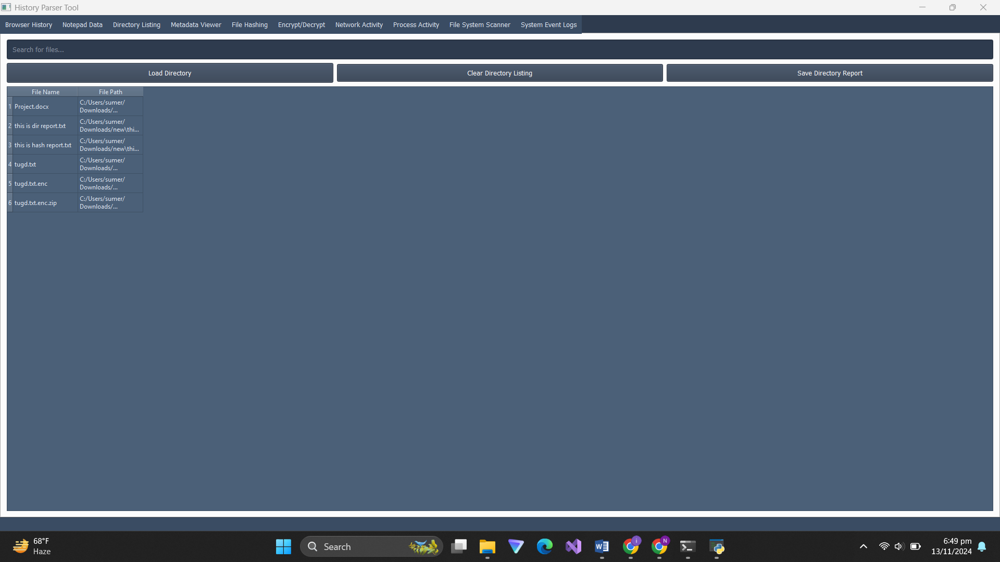 History Parser Tool
Browser History Notepad Data Directory Listing Metadata Viewer File Hashing Encrypt/Decrypt Network Activity Process Activity File System Scanner System Event Logs
Search for files...
Load Directory Clear Directory Listing Save Directory Report
File Name File Path
1 Project.docx C:/Users/sumer/
Downloads/...
2 this is dir report.txt C:/Users/sumer/
Downloads/new\thi...
3 this is hash report.txt C:/Users/sumer/
Downloads/new\thi...
4 tugd.txt C:/Users/sumer/
Downloads/...
5 tugd.txt.enc C:/Users/sumer/
Downloads/...
6 tugd.txt.enc.zip C:/Users/sumer/
Downloads/...
68°F
Haze
Search
W
i
N
6:49 pm
13/11/2024